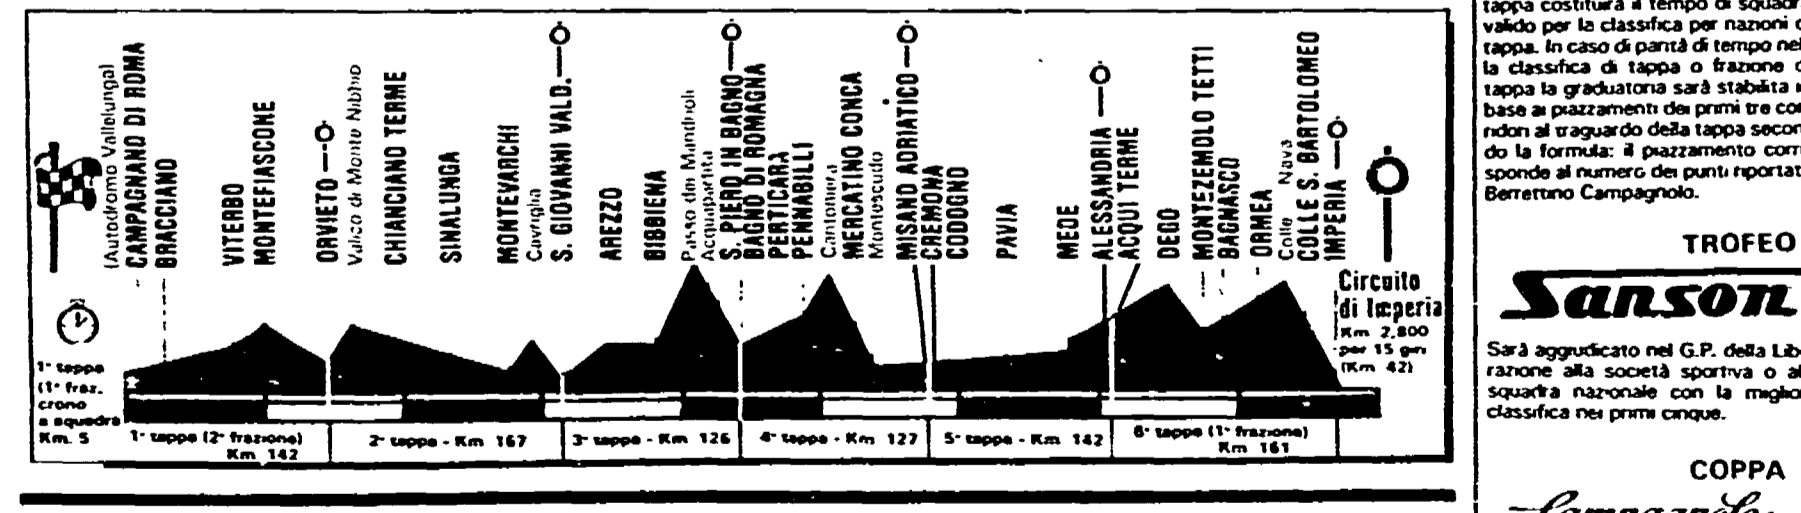 (Autodromo Vallelunga)
CAMPAGNANO DI ROMA
BRACCIANO
VITERBO
MONTEFIASCONE
ORVIETO
Valico di Monte Nibbio
CHIANCIANO TERME
SINALUNGA
MONTEVARCHI
Cavriglia
S. GIOVANNI VALD.
AREZZO
BIBBIENA
Passo dei Mandrioli
Acquapartita
S. PIERO IN BAGNO
BAGNO DI ROMAGNA
PERTICARA
PENNABILLI
Cantoniera
MERCATINO CONCA
Montescudo
MISANO ADRIATICO
CREMONA
CODOGNO
PAVIA
MEDE
ALESSANDRIA
ACQUI TERME
DEGO
MONTEZEMOLO TETTI
BAGNASCO
ORMEA
Colle Nava
COLLE S. BARTOLOMEO
IMPERIA
Circuito
di Imperia
Km 2,800
per 15 giri
(Km 42)
1ª tappa
(1ª fraz.
crono
a squadre
Km. 5
1ª tappa (2ª frazione)
Km 142
2ª tappa - Km 167
3ª tappa - Km 126
4ª tappa - Km 127
5ª tappa - Km 142
6ª tappa (1ª frazione)
Km 161
tappa costituirà il tempo di squadra
valido per la classifica per nazioni
tappa. In caso di parità di tempo nel
la classifica di tappa o frazione
tappa la graduatoria sarà stabilita
base ai piazzamenti dei primi tre cor
ridori al traguardo della tappa secon
do la formula: il piazzamento corri
sponde al numero dei punti riportat
Berrettino Campagnolo.
TROFEO
Sanson
Sarà aggiudicato nel G.P. della Libe
razione alla società sportiva o al
squadra nazionale con la miglior
classifica nei primi cinque.
COPPA
Campagnolo